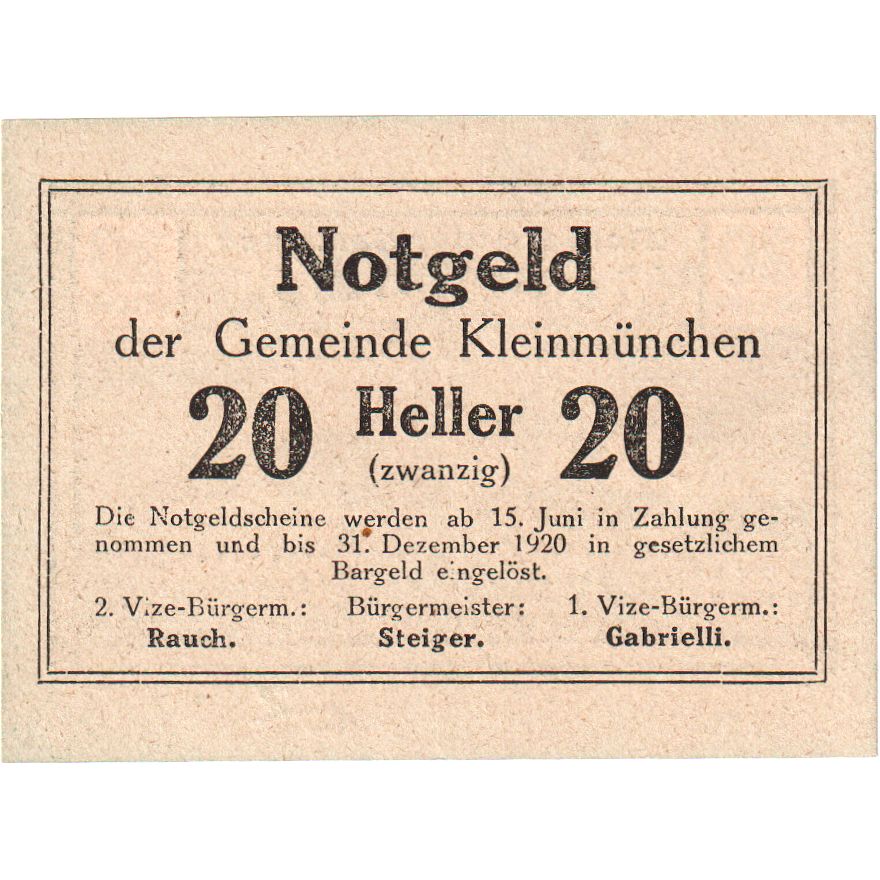 Notgeld
der Gemeinde Kleinmünchen
20 Heller 20
(zwanzig)
Die Notgeldscheine werden ab 15. Juni in Zahlung ge-
nommen und bis 31. Dezember 1920 in gesetzlichem
Bargeld eingelöst.
2. Vize-Bürgerm.: Bürgermeister: 1. Vize-Bürgerm.:
Rauch. Steiger. Gabrielli.